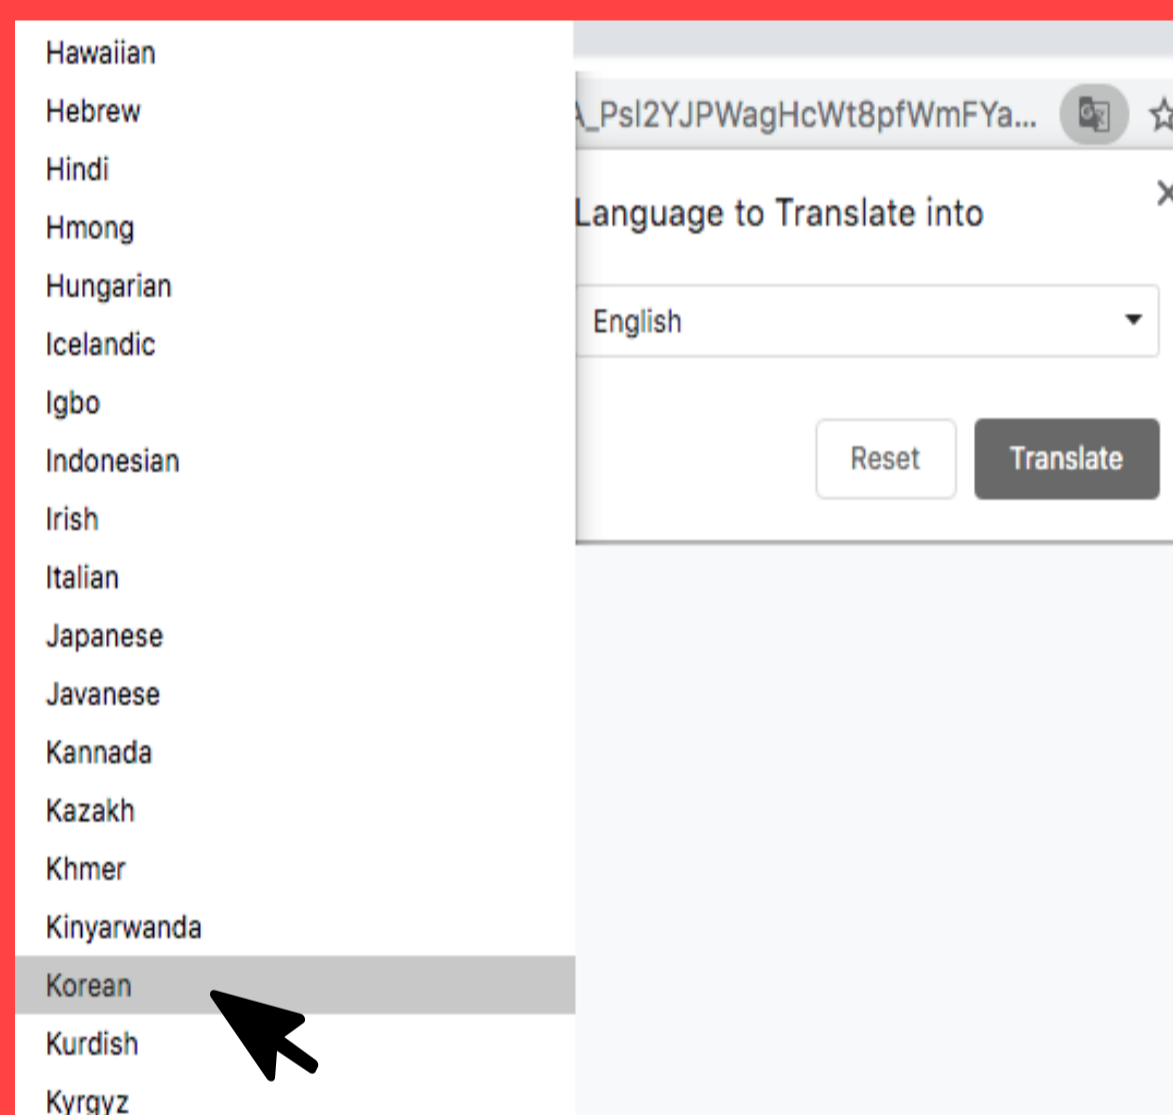 Hawaiian
Hebrew
Hindi
Hmong
Hungarian
Icelandic
Igbo
Indonesian
Irish
Italian
Japanese
Javanese
Kannada
Kazakh
Khmer
Kinyarwanda
Korean
Kurdish
Kyrgyz
_Psl2YJPWagHcWt8pfWmFYa...
Language to Translate into
English
Reset Translate